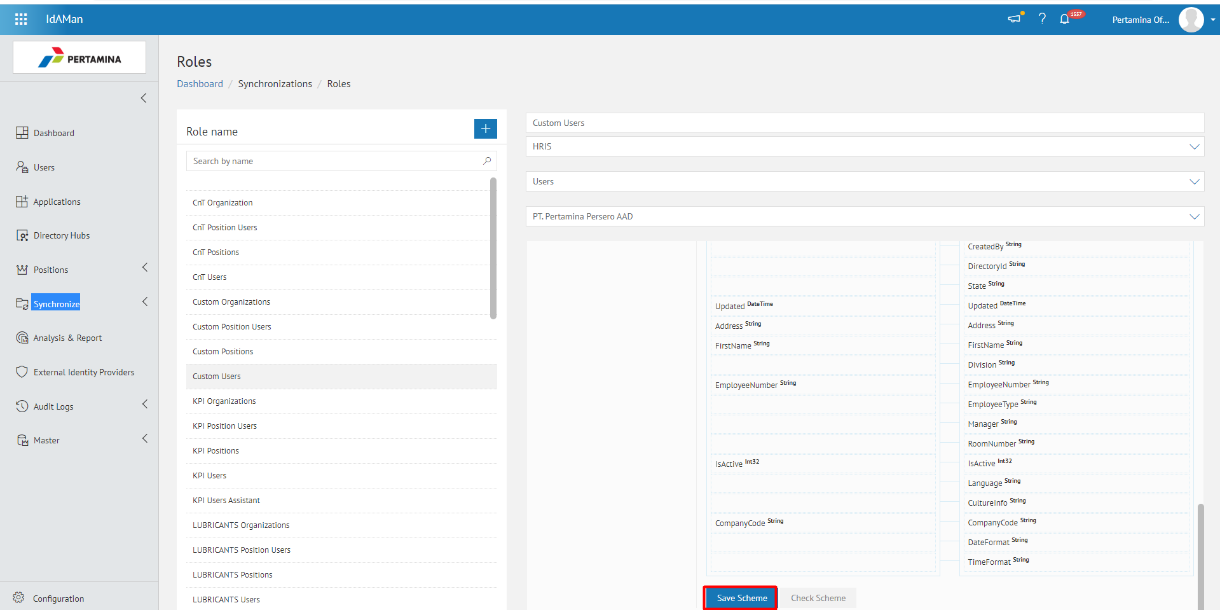 IdAMan
1557
Pertamina Of...
PERTAMINA
Dashboard
Users
Applications
Directory Hubs
Positions
Synchronize
Analysis & Report
External Identity Providers
Audit Logs
Master
Configuration
Roles
Dashboard / Synchronizations / Roles
Role name
+
Search by name
CnT Organization
CnT Position Users
CnT Positions
CnT Users
Custom Organizations
Custom Position Users
Custom Positions
Custom Users
KPI Organizations
KPI Position Users
KPI Positions
KPI Users
KPI Users Assistant
LUBRICANTS Organizations
LUBRICANTS Position Users
LUBRICANTS Positions
LUBRICANTS Users
Custom Users
HRIS
Users
PT. Pertamina Persero AAD
Updated DateTime
Address String
FirstName String
EmployeeNumber String
IsActive Int32
CompanyCode String
CreatedBy String
DirectoryId String
State String
Updated DateTime
Address String
FirstName String
Division String
EmployeeNumber String
EmployeeType String
Manager String
RoomNumber String
IsActive Int32
Language String
CultureInfo String
CompanyCode String
DateFormat String
TimeFormat String
Save Scheme
Check Scheme